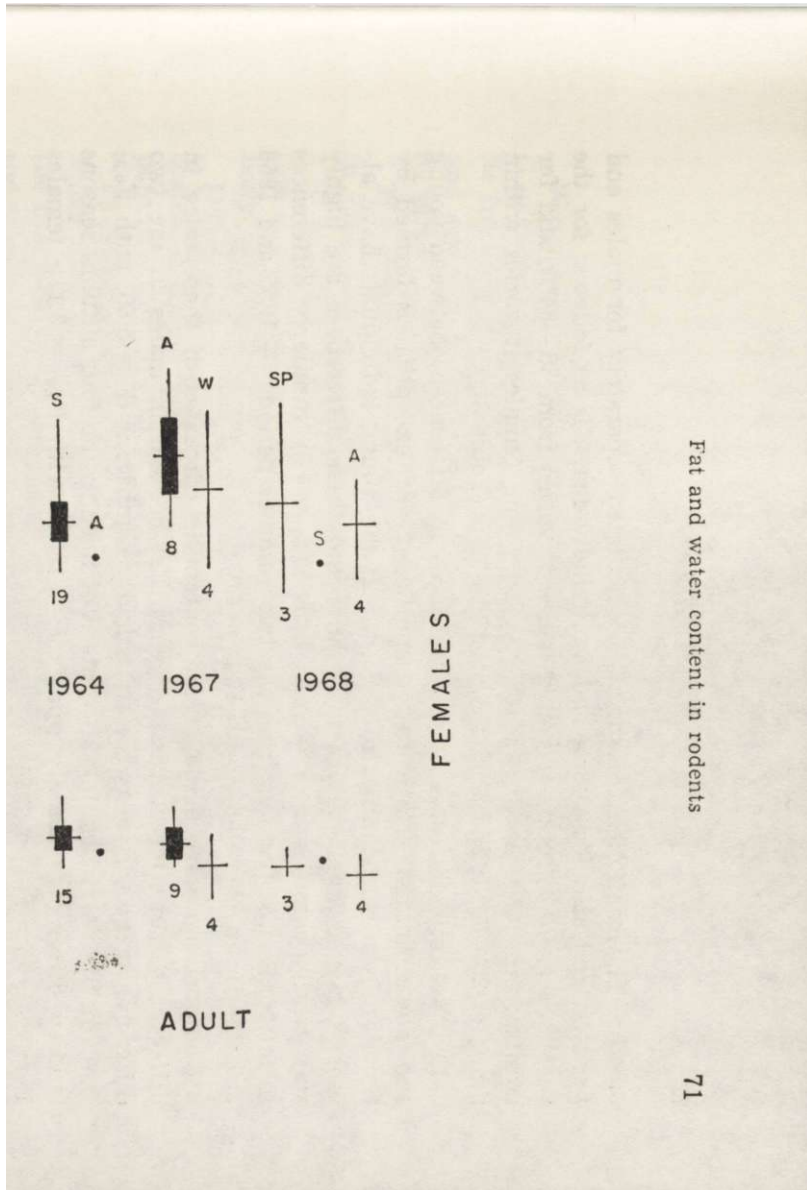 Fat and water content in rodents 71
FEMALES
A
S W SP
A
A S
8
19 4 3 4
1964 1967 1968
15 9 3 4
4
ADULT